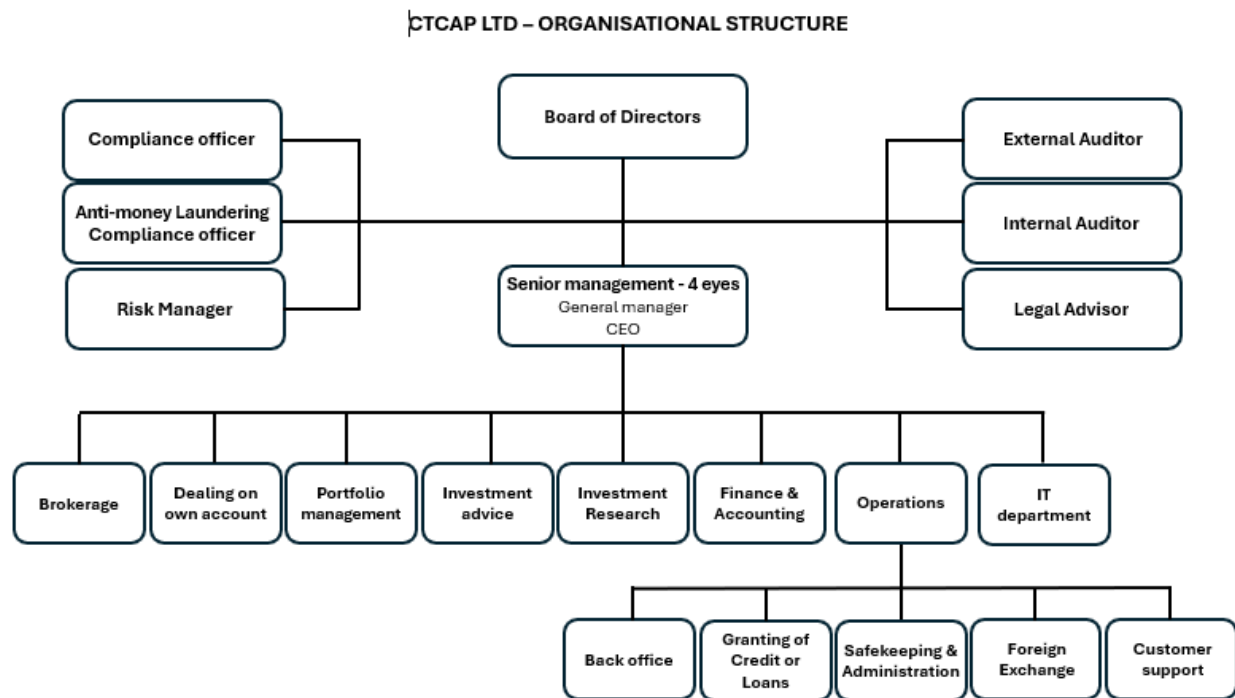 CTCAP LTD – ORGANISATIONAL STRUCTURE
Board of Directors
Compliance officer
External Auditor
Anti-money Laundering
Compliance officer
Internal Auditor
Senior management - 4 eyes
General manager
CEO
Risk Manager
Legal Advisor
Brokerage
Dealing on
own account
Portfolio
management
Investment
advice
Investment
Research
Finance &
Accounting
Operations
IT
department
Back office
Granting of
Credit or
Loans
Safekeeping &
Administration
Foreign
Exchange
Customer
support